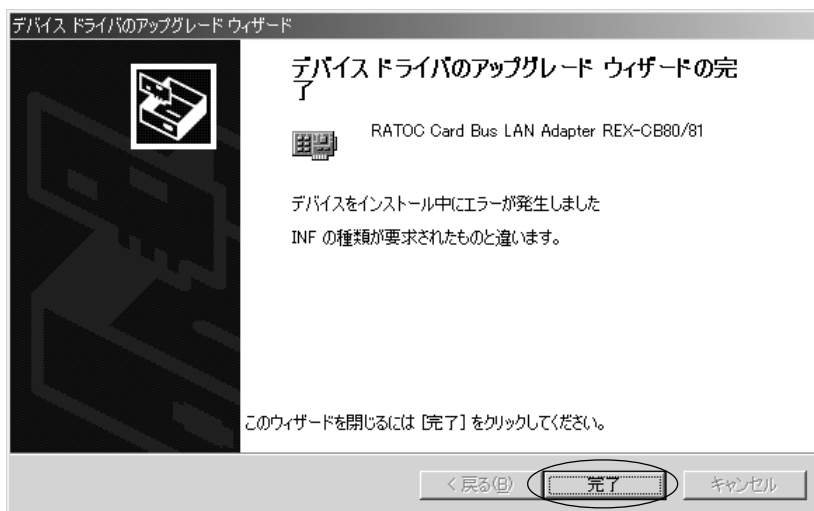 デバイス ドライバのアップグレード ウィザード
デバイス ドライバのアップグレード ウィザードの完
了
RATOC Card Bus LAN Adapter REX-CB80/81
デバイスをインストール中にエラーが発生しました
INF の種類が要求されたものと違います。
このウィザードを閉じるには [完了] をクリックしてください。
< 戻る(B)
完了
キャンセル